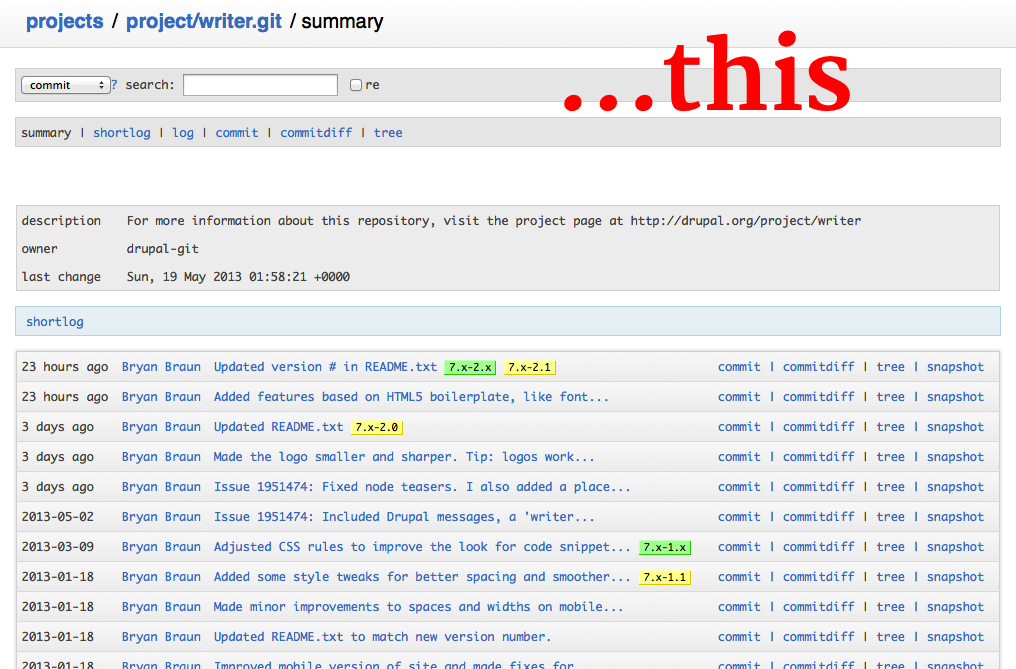 projects / project/writer.git / summary
...this
commit ? search: re
summary | shortlog | log | commit | commitdiff | tree
description For more information about this repository, visit the project page at http://drupal.org/project/writer
owner drupal-git
last change Sun, 19 May 2013 01:58:21 +0000
shortlog
23 hours ago Bryan Braun Updated version # in README.txt 7.x-2.x 7.x-2.1 commit | commitdiff | tree | snapshot
23 hours ago Bryan Braun Added features based on HTML5 boilerplate, like font... commit | commitdiff | tree | snapshot
3 days ago Bryan Braun Updated README.txt 7.x-2.0 commit | commitdiff | tree | snapshot
3 days ago Bryan Braun Made the logo smaller and sharper. Tip: logos work... commit | commitdiff | tree | snapshot
3 days ago Bryan Braun Issue 1951474: Fixed node teasers. I also added a place... commit | commitdiff | tree | snapshot
2013-05-02 Bryan Braun Issue 1951474: Included Drupal messages, a 'writer... commit | commitdiff | tree | snapshot
2013-03-09 Bryan Braun Adjusted CSS rules to improve the look for code snippet... 7.x-1.x commit | commitdiff | tree | snapshot
2013-01-18 Bryan Braun Added some style tweaks for better spacing and smoother... 7.x-1.1 commit | commitdiff | tree | snapshot
2013-01-18 Bryan Braun Made minor improvements to spaces and widths on mobile... commit | commitdiff | tree | snapshot
2013-01-18 Bryan Braun Updated README.txt to match new version number. commit | commitdiff | tree | snapshot
2013-01-18 Bryan Braun Improved mobile version of site and made fixes for commit | commitdiff | tree | snapshot